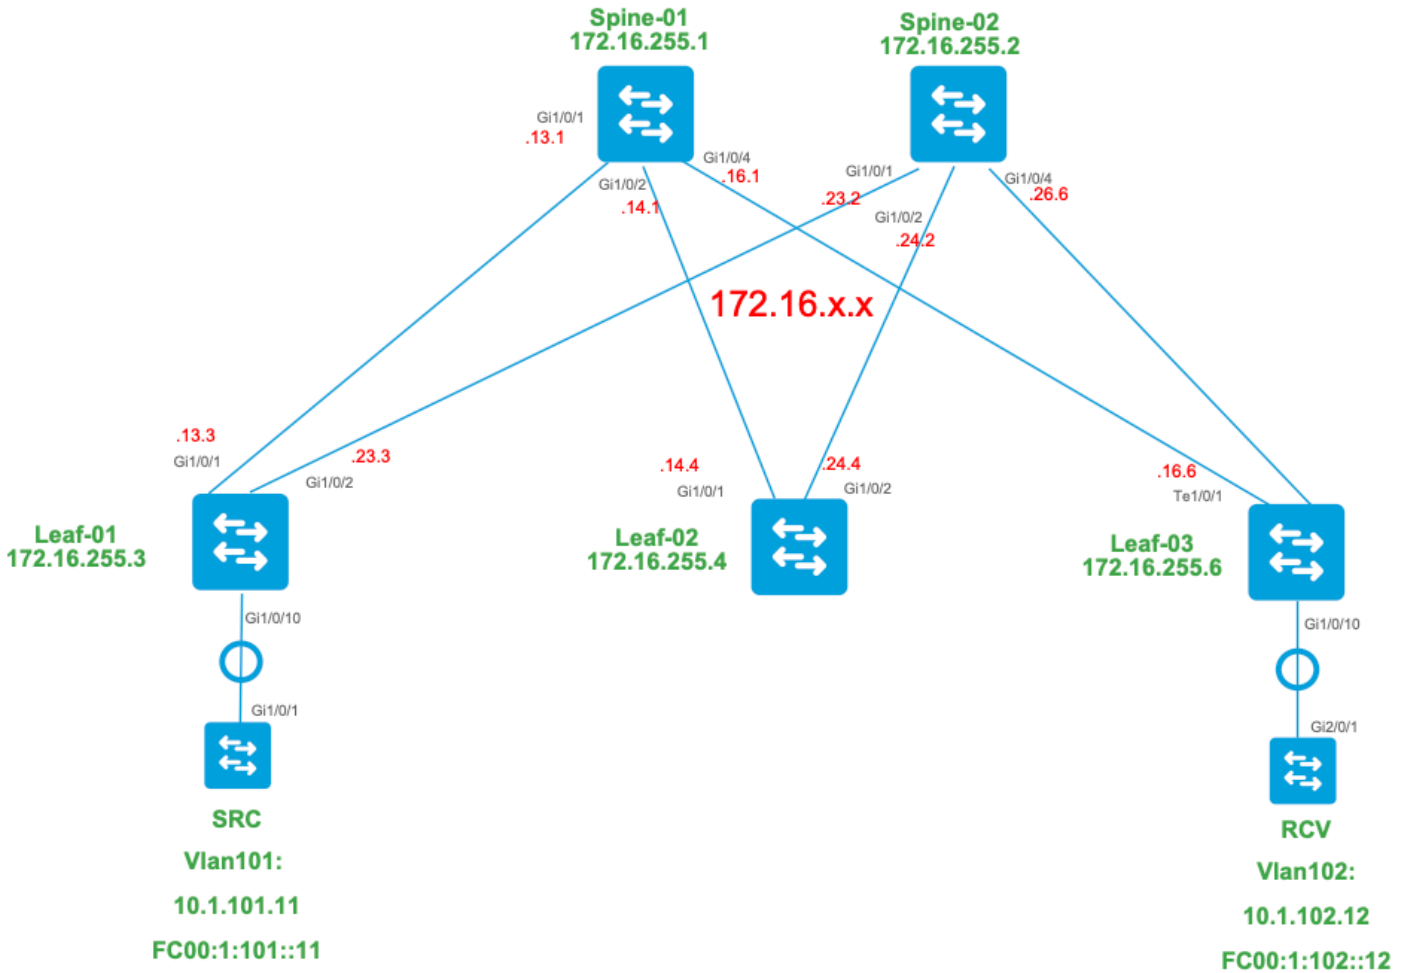 Spine-01
172.16.255.1
Spine-02
172.16.255.2
Gi1/0/1
.13.1
Gi1/0/4
.16.1
Gi1/0/2
.14.1
Gi1/0/1
.23.2
Gi1/0/4
.26.6
Gi1/0/2
.24.2
172.16.x.x
.13.3
Gi1/0/1
.23.3
Gi1/0/2
.14.4
Gi1/0/1
.24.4
Gi1/0/2
.16.6
Te1/0/1
Leaf-01
172.16.255.3
Leaf-02
172.16.255.4
Leaf-03
172.16.255.6
Gi1/0/10
Gi1/0/10
Gi1/0/1
Gi2/0/1
SRC
Vlan101:
10.1.101.11
FC00:1:101::11
RCV
Vlan102:
10.1.102.12
FC00:1:102::12